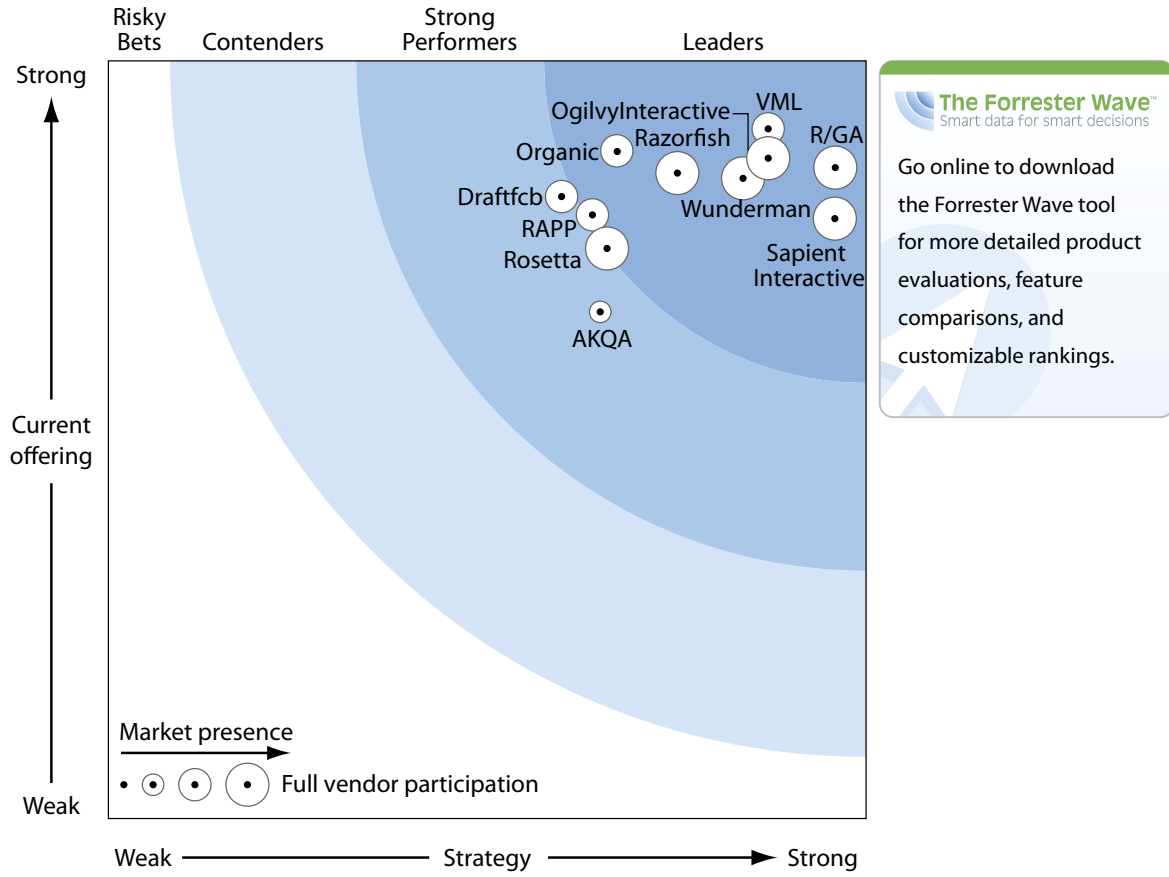 Risky
Bets
Contenders
Strong
Performers
Leaders
Strong
Current
offering
Weak
OgilvyInteractive
VML
Razorfish
R/GA
Organic
Draftfcb
Wunderman
RAPP
Rosetta
Sapient
Interactive
AKQA
Market presence
Full vendor participation
Weak
Strategy
Strong
The Forrester Wave™
Smart data for smart decisions
Go online to download
the Forrester Wave tool
for more detailed product
evaluations, feature
comparisons, and
customizable rankings.